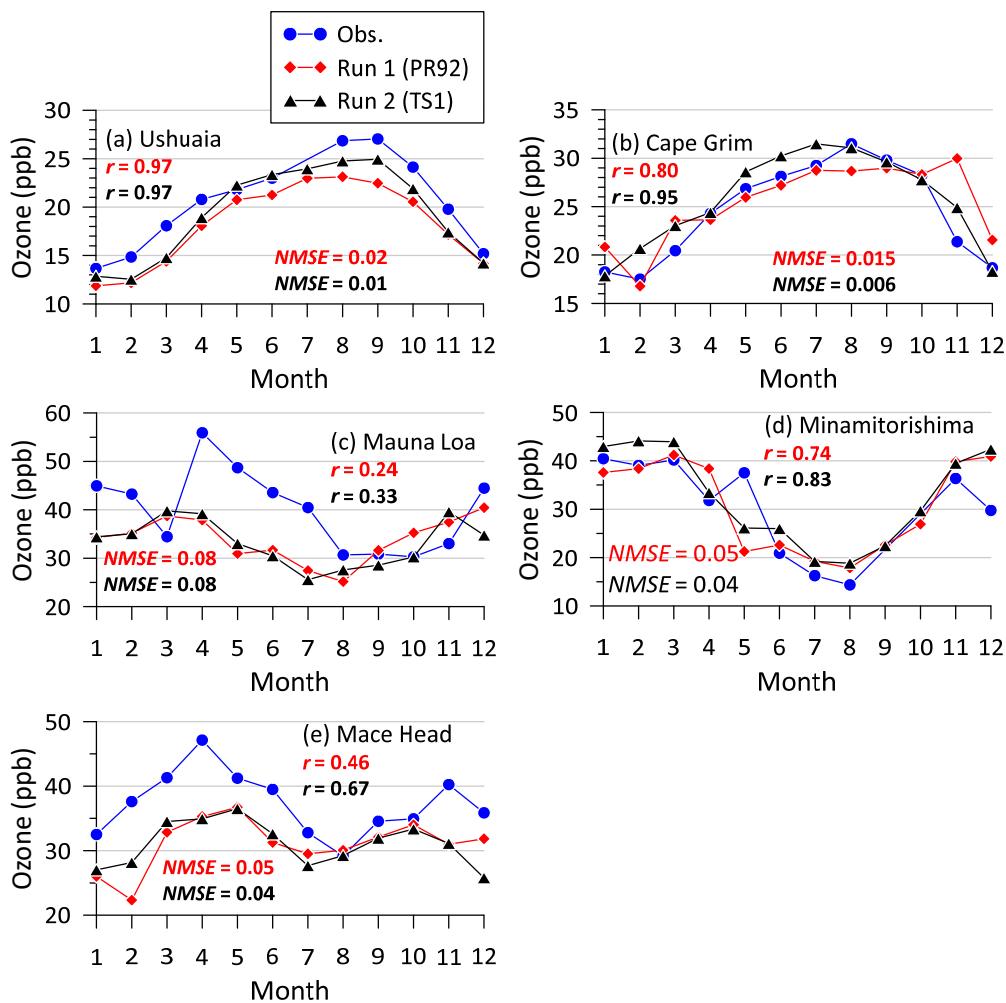 Obs.
Run 1 (PR92)
Run 2 (TS1)
30
25
20
15
10
Ozone (ppb)
(a) Ushuaia
r = 0.97
r = 0.97
NMSE = 0.02
NMSE = 0.01
1 2 3 4 5 6 7 8 9 10 11 12
Month
35
30
25
20
15
Ozone (ppb)
(b) Cape Grim
r = 0.80
r = 0.95
NMSE = 0.015
NMSE = 0.006
1 2 3 4 5 6 7 8 9 10 11 12
Month
60
50
40
30
20
Ozone (ppb)
(c) Mauna Loa
r = 0.24
r = 0.33
NMSE = 0.08
NMSE = 0.08
1 2 3 4 5 6 7 8 9 10 11 12
Month
50
40
30
20
10
Ozone (ppb)
(d) Minamitorishima
r = 0.74
r = 0.83
NMSE = 0.05
NMSE = 0.04
1 2 3 4 5 6 7 8 9 10 11 12
Month
50
40
30
20
Ozone (ppb)
(e) Mace Head
r = 0.46
r = 0.67
NMSE = 0.05
NMSE = 0.04
1 2 3 4 5 6 7 8 9 10 11 12
Month